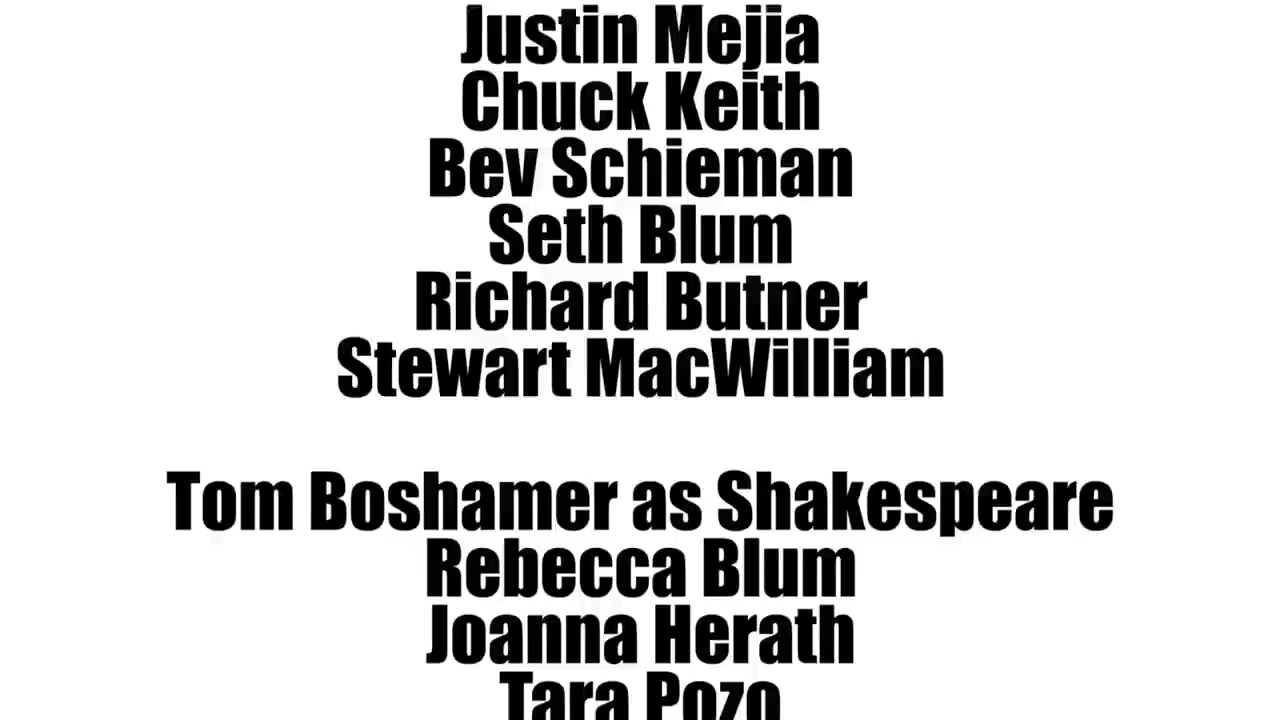 Justin Mejia
Chuck Keith
Bev Schieman
Seth Blum
Richard Butner
Stewart MacWilliam
Tom Boshamer as Shakespeare
Rebecca Blum
Joanna Herath
Tara Pozo